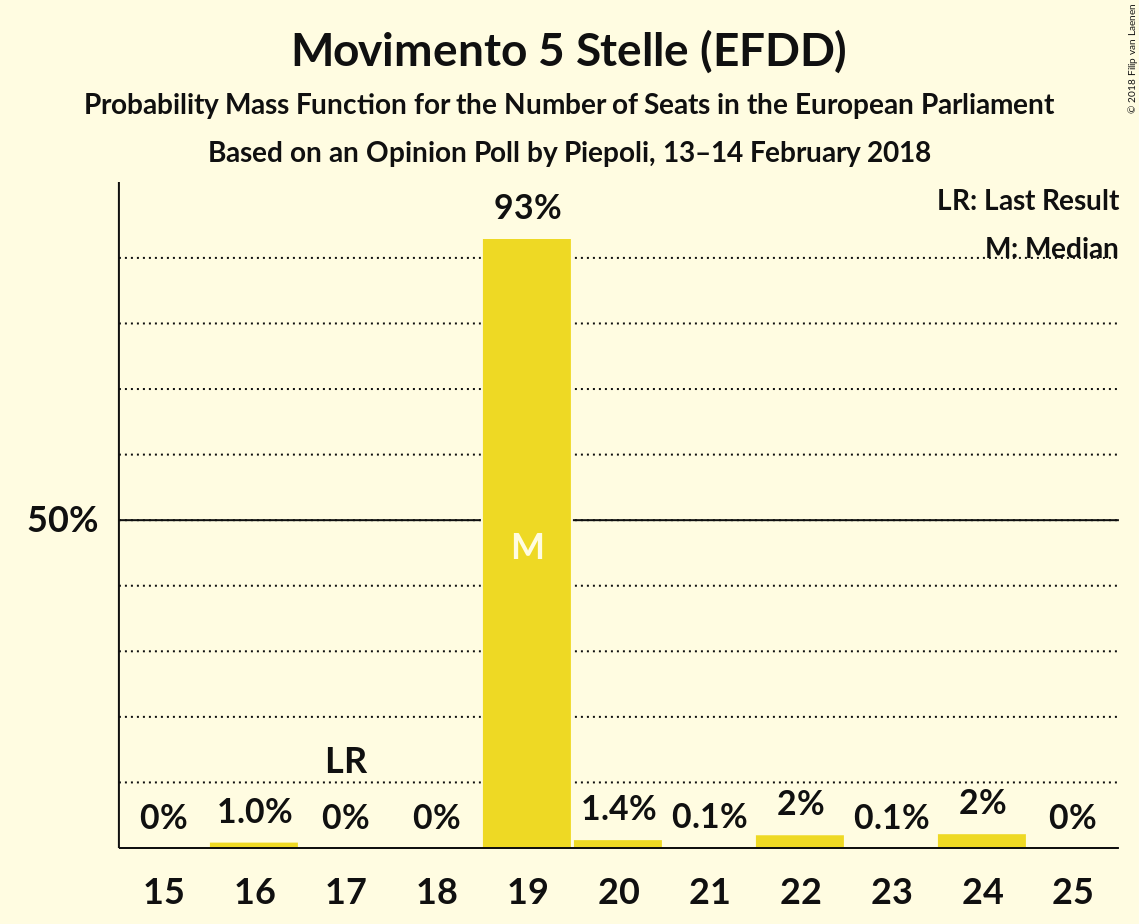 Movimento 5 Stelle (EFDD)
Probability Mass Function for the Number of Seats in the European Parliament
Based on an Opinion Poll by Piepoli, 13–14 February 2018
© 2018 Filip van Laenen
LR: Last Result
M: Median
93%
50%
M
LR
0% 1.0% 0% 0% 1.4% 0.1% 2% 0.1% 2% 0%
15 16 17 18 19 20 21 22 23 24 25